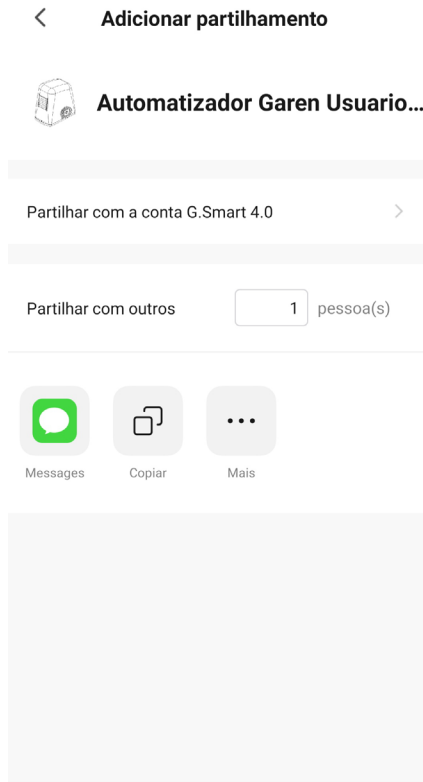 Adicionar partilhamento
Automatizador Garen Usuario...
Partilhar com a conta G.Smart 4.0
Partilhar com outros 1 pessoa(s)
Messages Copiar Mais